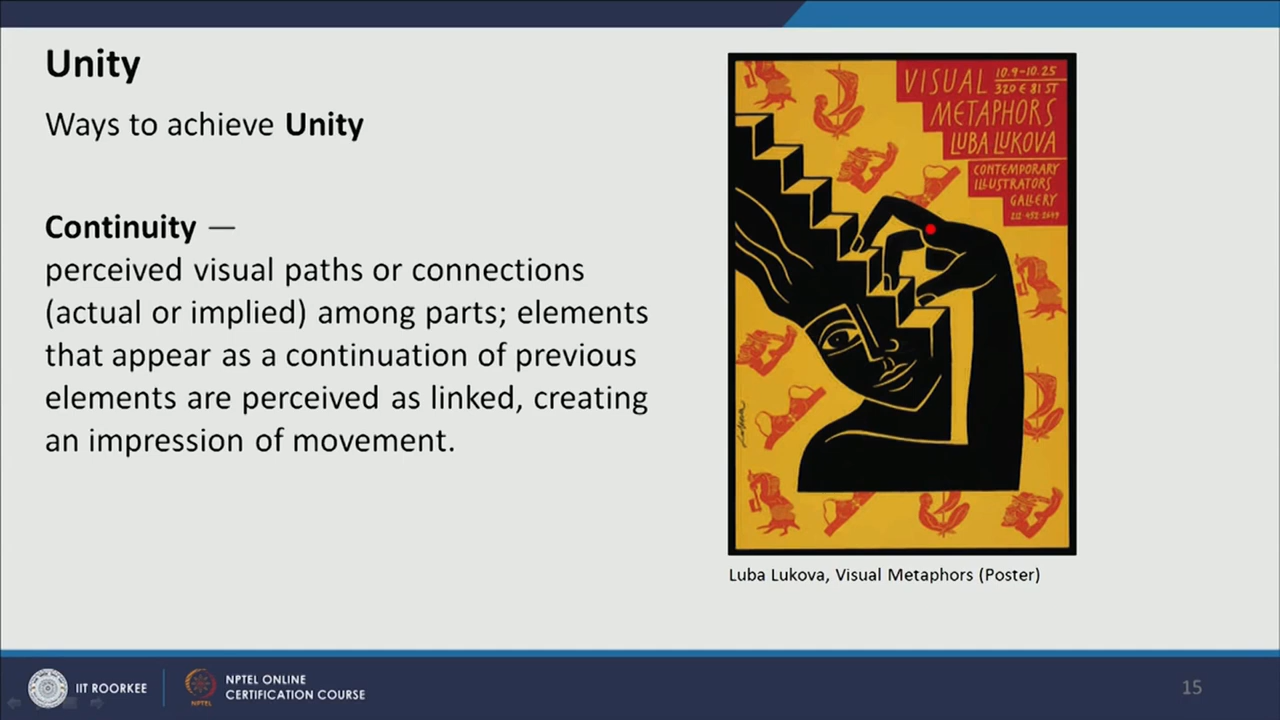 Unity
Ways to achieve Unity
Continuity —
perceived visual paths or connections
(actual or implied) among parts; elements
that appear as a continuation of previous
elements are perceived as linked, creating
an impression of movement.
VISUAL 10.9-10.25
320 E 81 ST
METAPHORS
LUBA LUKOVA
CONTEMPORARY
ILLUSTRATORS
GALLERY
Luba Lukova, Visual Metaphors (Poster)
IIT ROORKEE
NPTEL ONLINE
CERTIFICATION COURSE
NPTEL
15